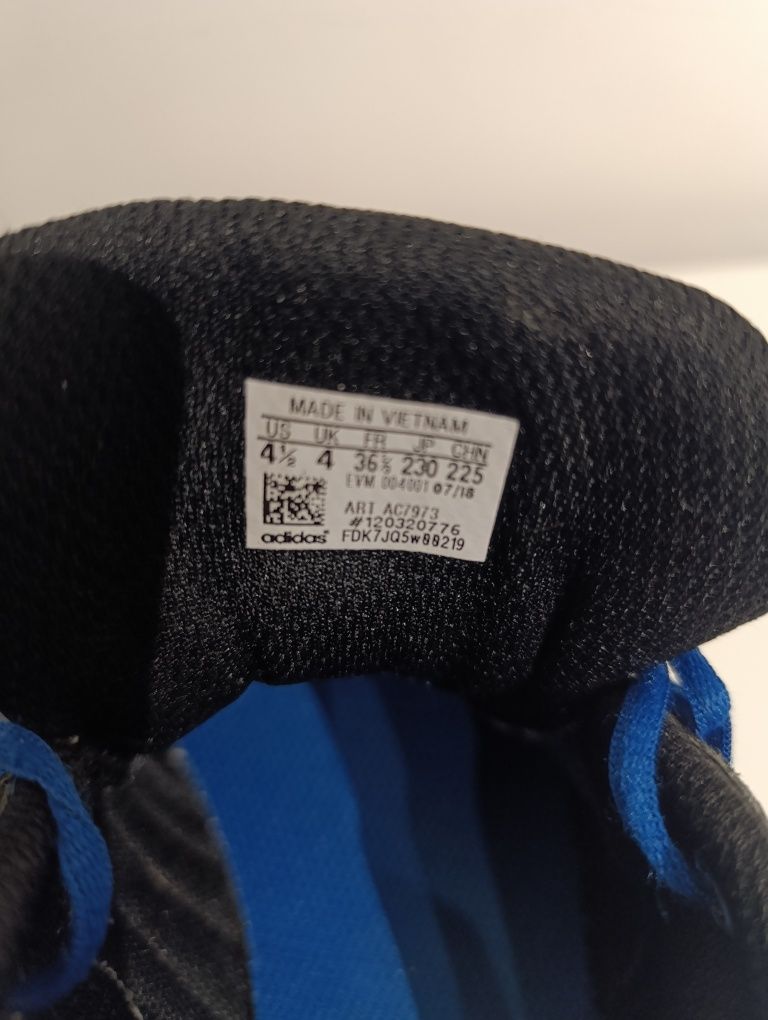 MADE IN VIETNAM
US UK FR JP CHN
4½ 4 36⅔ 230 225
EVM 004001 07/18
ART AC7973
#120320776
adidas FDK7JQ5w88219